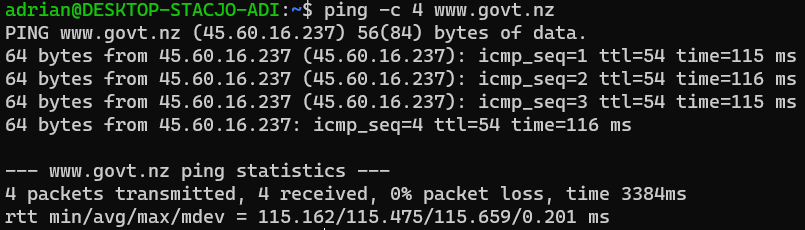 adrian@DESKTOP-STACJO-ADI:~$ ping -c 4 www.govt.nz
PING www.govt.nz (45.60.16.237) 56(84) bytes of data.
64 bytes from 45.60.16.237 (45.60.16.237): icmp_seq=1 ttl=54 time=115 ms
64 bytes from 45.60.16.237 (45.60.16.237): icmp_seq=2 ttl=54 time=116 ms
64 bytes from 45.60.16.237 (45.60.16.237): icmp_seq=3 ttl=54 time=115 ms
64 bytes from 45.60.16.237: icmp_seq=4 ttl=54 time=116 ms

--- www.govt.nz ping statistics ---
4 packets transmitted, 4 received, 0% packet loss, time 3384ms
rtt min/avg/max/mdev = 115.162/115.475/115.659/0.201 ms